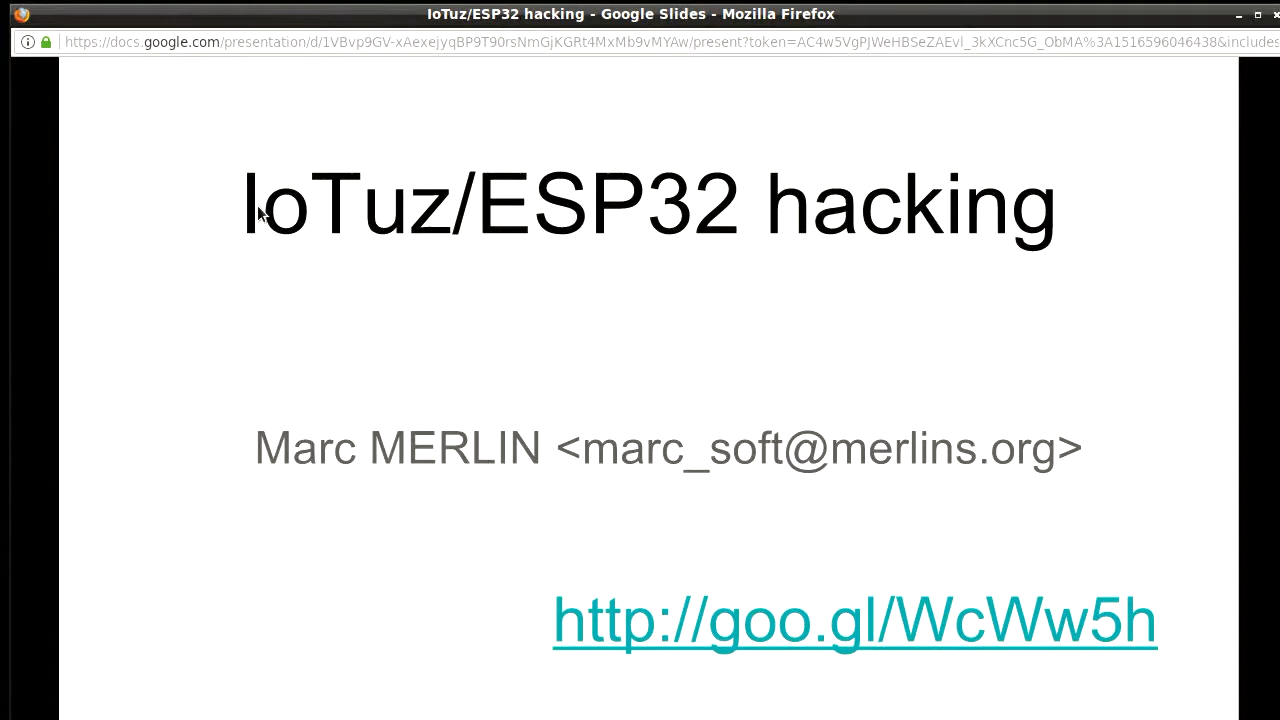 IoTuz/ESP32 hacking - Google Slides - Mozilla Firefox
https://docs.google.com/presentation/d/1VBvp9GV-xAexejyqBP9T90rsNmGjKGRt4MxMb9vMYAw/present?token=AC4w5VgPJWeHBSeZAEvl_3kXCnc5G_ObMA%3A1516596046438&includes
IoTuz/ESP32 hacking
Marc MERLIN <marc_soft@merlins.org>
http://goo.gl/WcWw5h